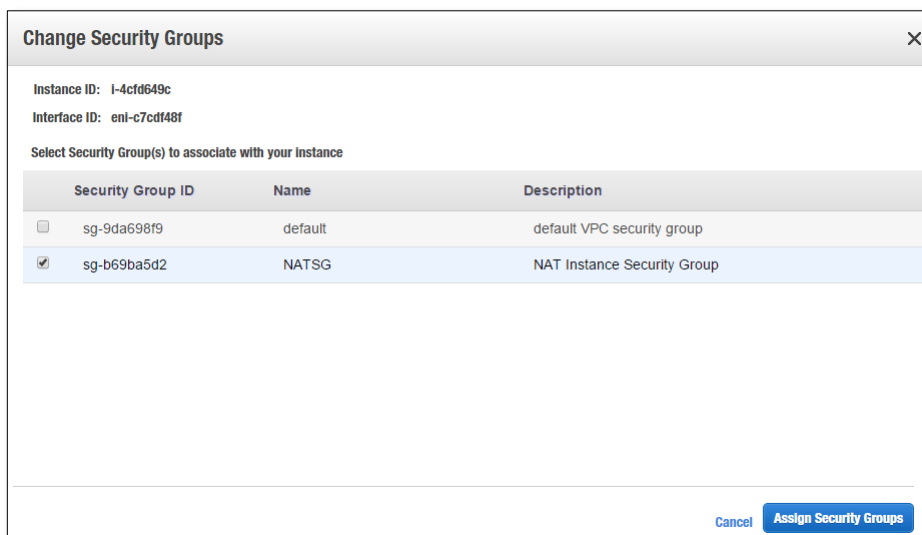 Change Security Groups
Instance ID: i-4cfd649c
Interface ID: eni-c7cdf48f
Select Security Group(s) to associate with your instance
Security Group ID Name Description
sg-9da698f9 default default VPC security group
sg-b69ba5d2 NATSG NAT Instance Security Group
Cancel Assign Security Groups